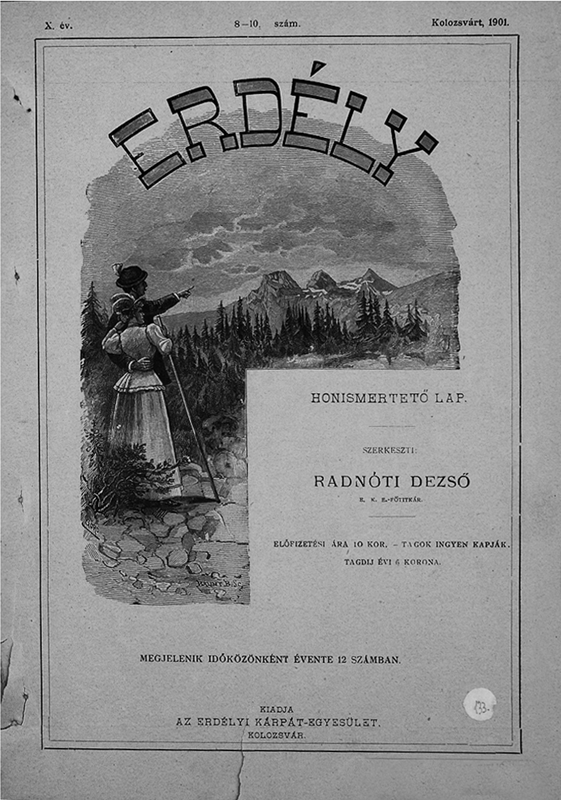 X. év.
8–10. szám.
Kolozsvárt, 1901.
ERDÉLY
HONISMERTETŐ LAP.
SZERKESZTI:
RADNÓTI DEZSŐ
E. K. E.-FŐTITKÁR.
ELŐFIZETÉSI ÁRA 10 KOR. – TAGOK INGYEN KAPJÁK.
TAGDIJ ÉVI 6 KORONA.
MEGJELENIK IDŐKÖZÖNKÉNT ÉVENTE 12 SZÁMBAN.
KIADJA
AZ ERDÉLYI KÁRPÁT-EGYESÜLET.
KOLOZSVÁR.